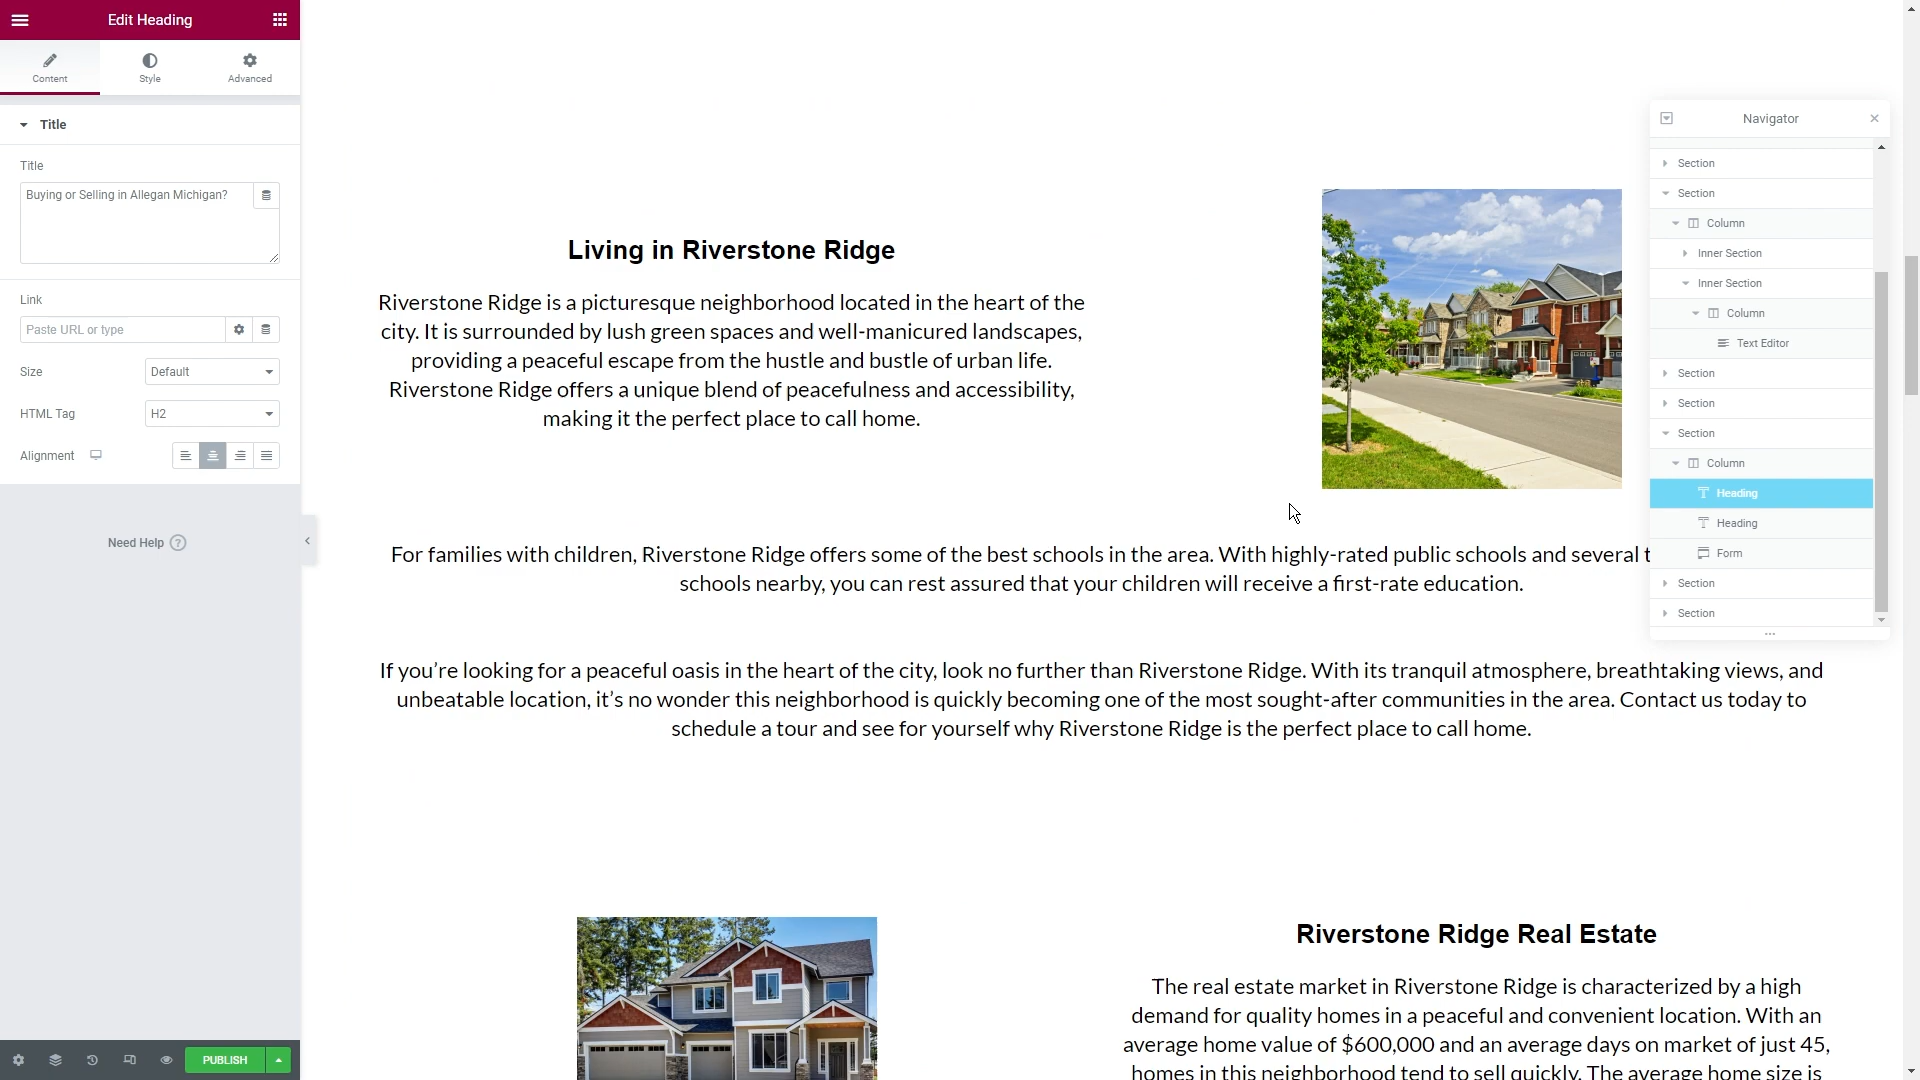 Edit Heading
Content
Style
Advanced
Title
Title
Buying or Selling in Allegan Michigan?
Link
Paste URL or type
Size
Default
HTML Tag
H2
Alignment
Need Help ?
PUBLISH
Living in Riverstone Ridge
Riverstone Ridge is a picturesque neighborhood located in the heart of the
city. It is surrounded by lush green spaces and well-manicured landscapes,
providing a peaceful escape from the hustle and bustle of urban life.
Riverstone Ridge offers a unique blend of peacefulness and accessibility,
making it the perfect place to call home.
For families with children, Riverstone Ridge offers some of the best schools in the area. With highly-rated public schools and several t
schools nearby, you can rest assured that your children will receive a first-rate education.
If you’re looking for a peaceful oasis in the heart of the city, look no further than Riverstone Ridge. With its tranquil atmosphere, breathtaking views, and
unbeatable location, it’s no wonder this neighborhood is quickly becoming one of the most sought-after communities in the area. Contact us today to
schedule a tour and see for yourself why Riverstone Ridge is the perfect place to call home.
Riverstone Ridge Real Estate
The real estate market in Riverstone Ridge is characterized by a high
demand for quality homes in a peaceful and convenient location. With an
average home value of $600,000 and an average days on market of just 45,
homes in this neighborhood tend to sell quickly. The average home size is
Navigator
Section
Section
Column
Inner Section
Inner Section
Column
Text Editor
Section
Section
Section
Column
Heading
Heading
Form
Section
Section